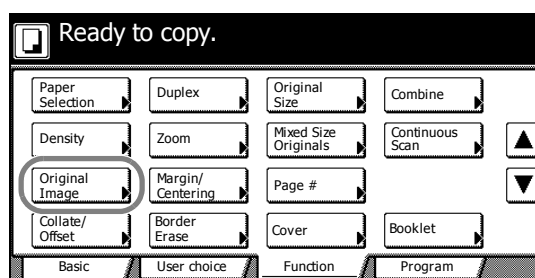 Ready to copy.
Paper
Selection
Duplex
Original
Size
Combine
Density
Zoom
Mixed Size
Originals
Continuous
Scan
Original
Image
Margin/
Centering
Page #
Collate/
Offset
Border
Erase
Cover
Booklet
Basic
User choice
Function
Program